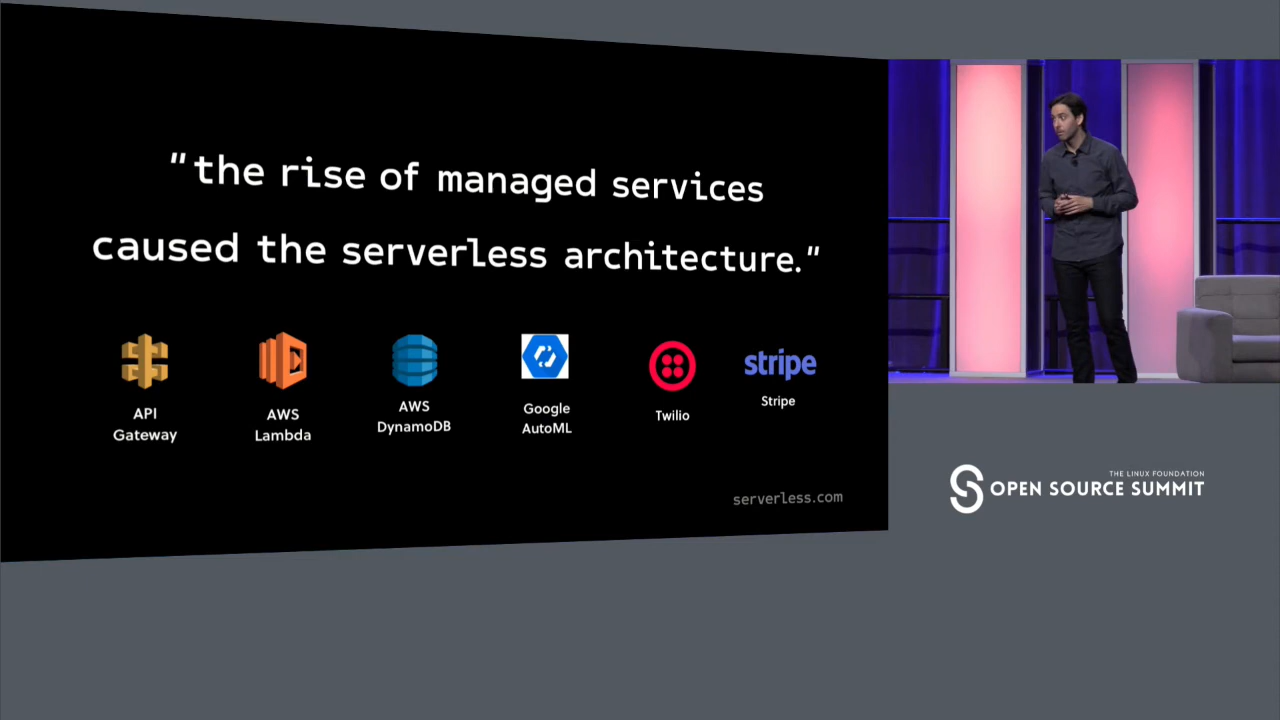 "the rise of managed services
caused the serverless architecture."
API
Gateway
AWS
Lambda
AWS
DynamoDB
Google
AutoML
Twilio
stripe
Stripe
serverless.com
THE LINUX FOUNDATION
OPEN SOURCE SUMMIT